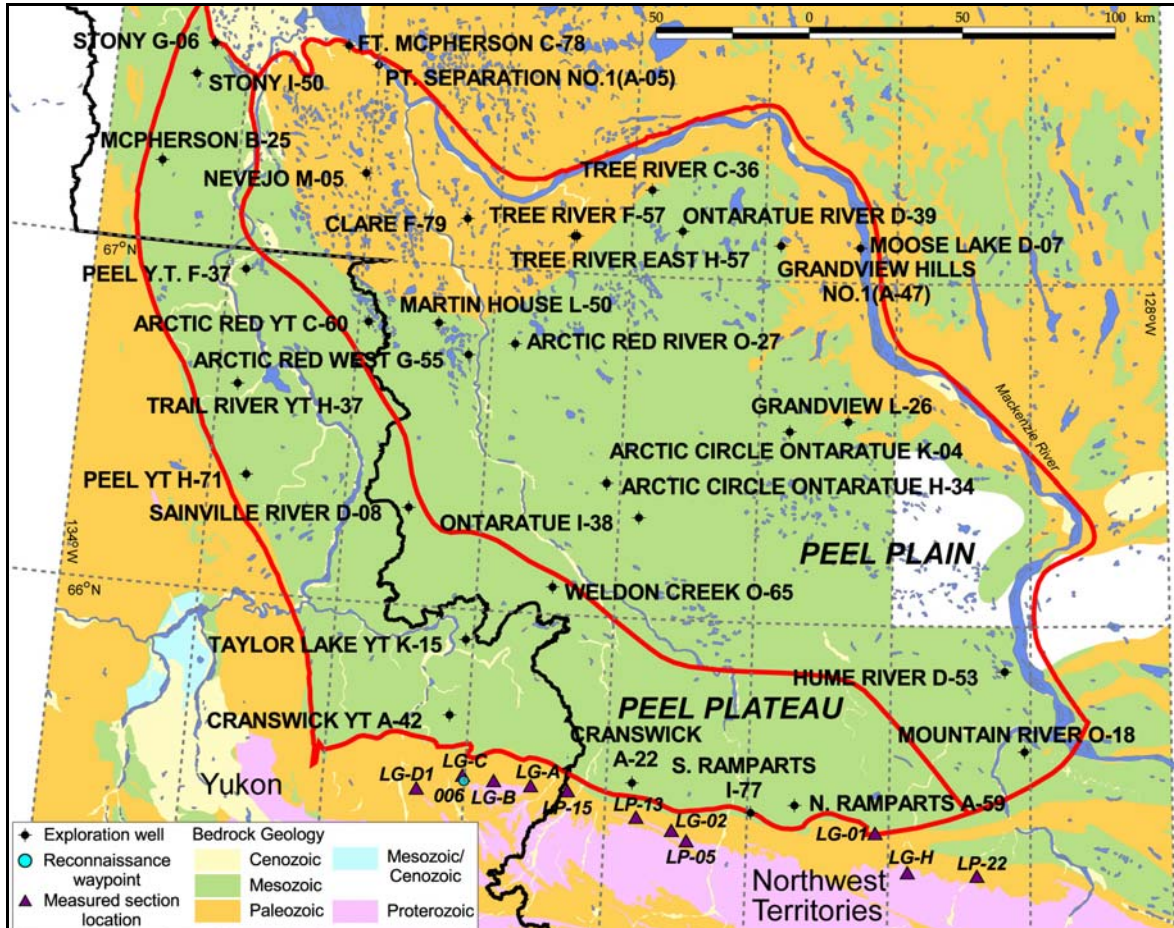 50 0 50 100 km
STONY G-06
FT. MCPHERSON C-78
STONY I-50
PT. SEPARATION NO.1(A-05)
MCPHERSON B-25
NEVEJO M-05
TREE RIVER C-36
CLARE F-79
TREE RIVER F-57
ONTARATUE RIVER D-39
67°N
TREE RIVER EAST H-57
MOOSE LAKE D-07
PEEL Y.T. F-37
GRANDVIEW HILLS
NO.1(A-47)
MARTIN HOUSE L-50
128°W
ARCTIC RED YT C-60
ARCTIC RED RIVER O-27
ARCTIC RED WEST G-55
TRAIL RIVER YT H-37
Mackenzie River
GRANDVIEW L-26
ARCTIC CIRCLE ONTARATUE K-04
PEEL YT H-71
ARCTIC CIRCLE ONTARATUE H-34
SAINVILLE RIVER D-08
ONTARATUE I-38
134°W
PEEL PLAIN
66°N
WELDON CREEK O-65
TAYLOR LAKE YT K-15
HUME RIVER D-53
PEEL PLATEAU
CRANSWICK YT A-42
CRANSWICK
A-22
MOUNTAIN RIVER O-18
S. RAMPARTS
I-77
Yukon
LG-D1
LG-C
006
LG-B
LG-A
LP-15
LP-13
LG-02
LP-05
N. RAMPARTS A-59
LG-01
LG-H
LP-22
Northwest
Territories
Exploration well
Reconnaissance
waypoint
Measured section
location
Bedrock Geology
Cenozoic
Mesozoic
Paleozoic
Mesozoic/
Cenozoic
Proterozoic